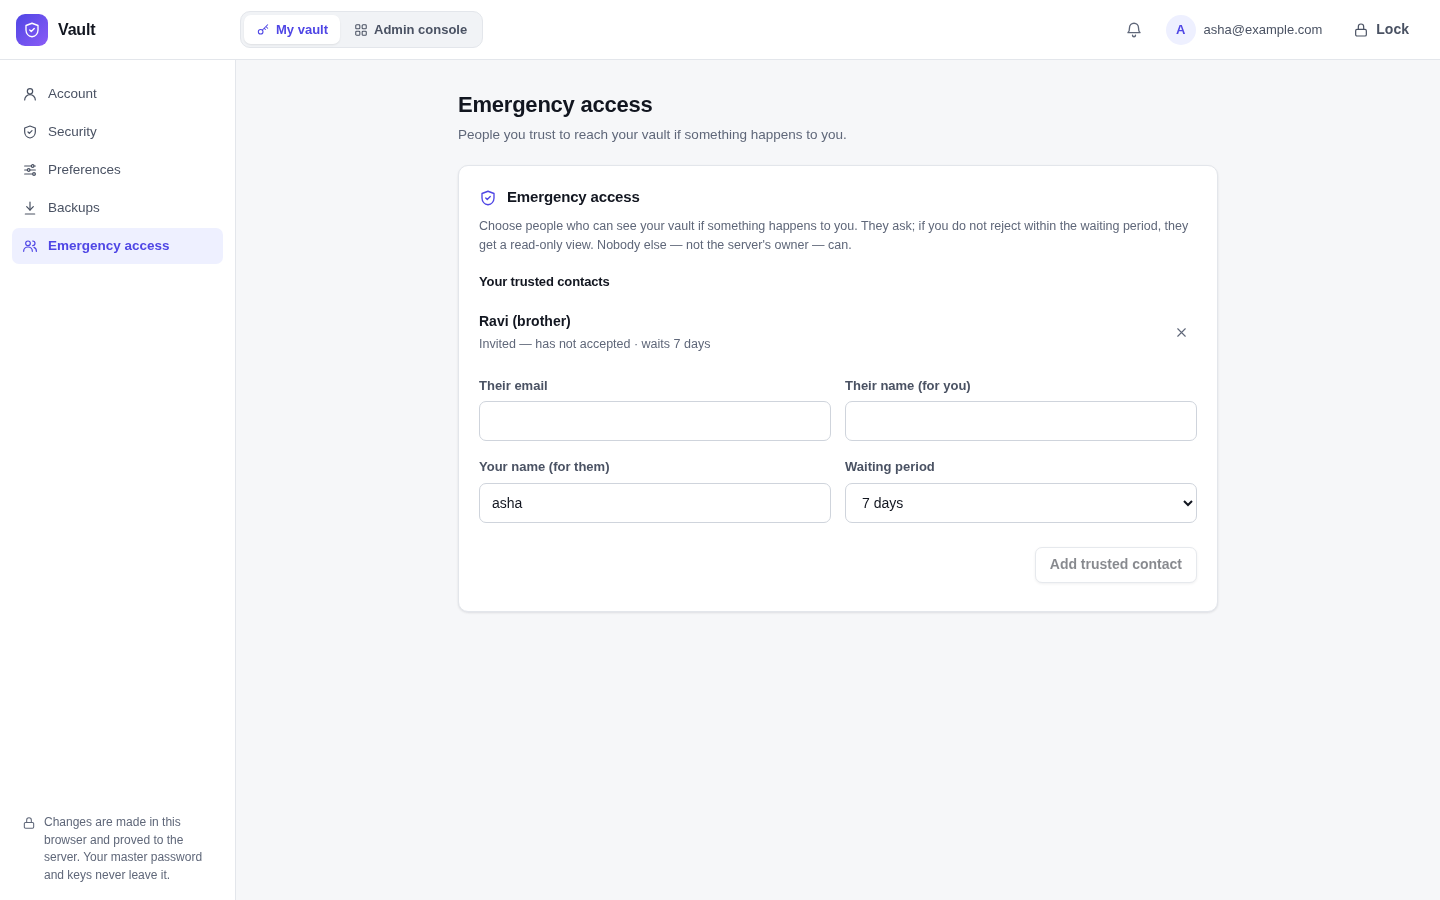 Vault
My vault
Admin console
A
asha@example.com
Lock
Account
Security
Preferences
Backups
Emergency access
Changes are made in this
browser and proved to the
server. Your master password
and keys never leave it.
Emergency access
People you trust to reach your vault if something happens to you.
Emergency access
Choose people who can see your vault if something happens to you. They ask; if you do not reject within the waiting period, they
get a read-only view. Nobody else — not the server's owner — can.
Your trusted contacts
Ravi (brother)
Invited — has not accepted · waits 7 days
Their email
Their name (for you)
Your name (for them)
Waiting period
asha
7 days
Add trusted contact